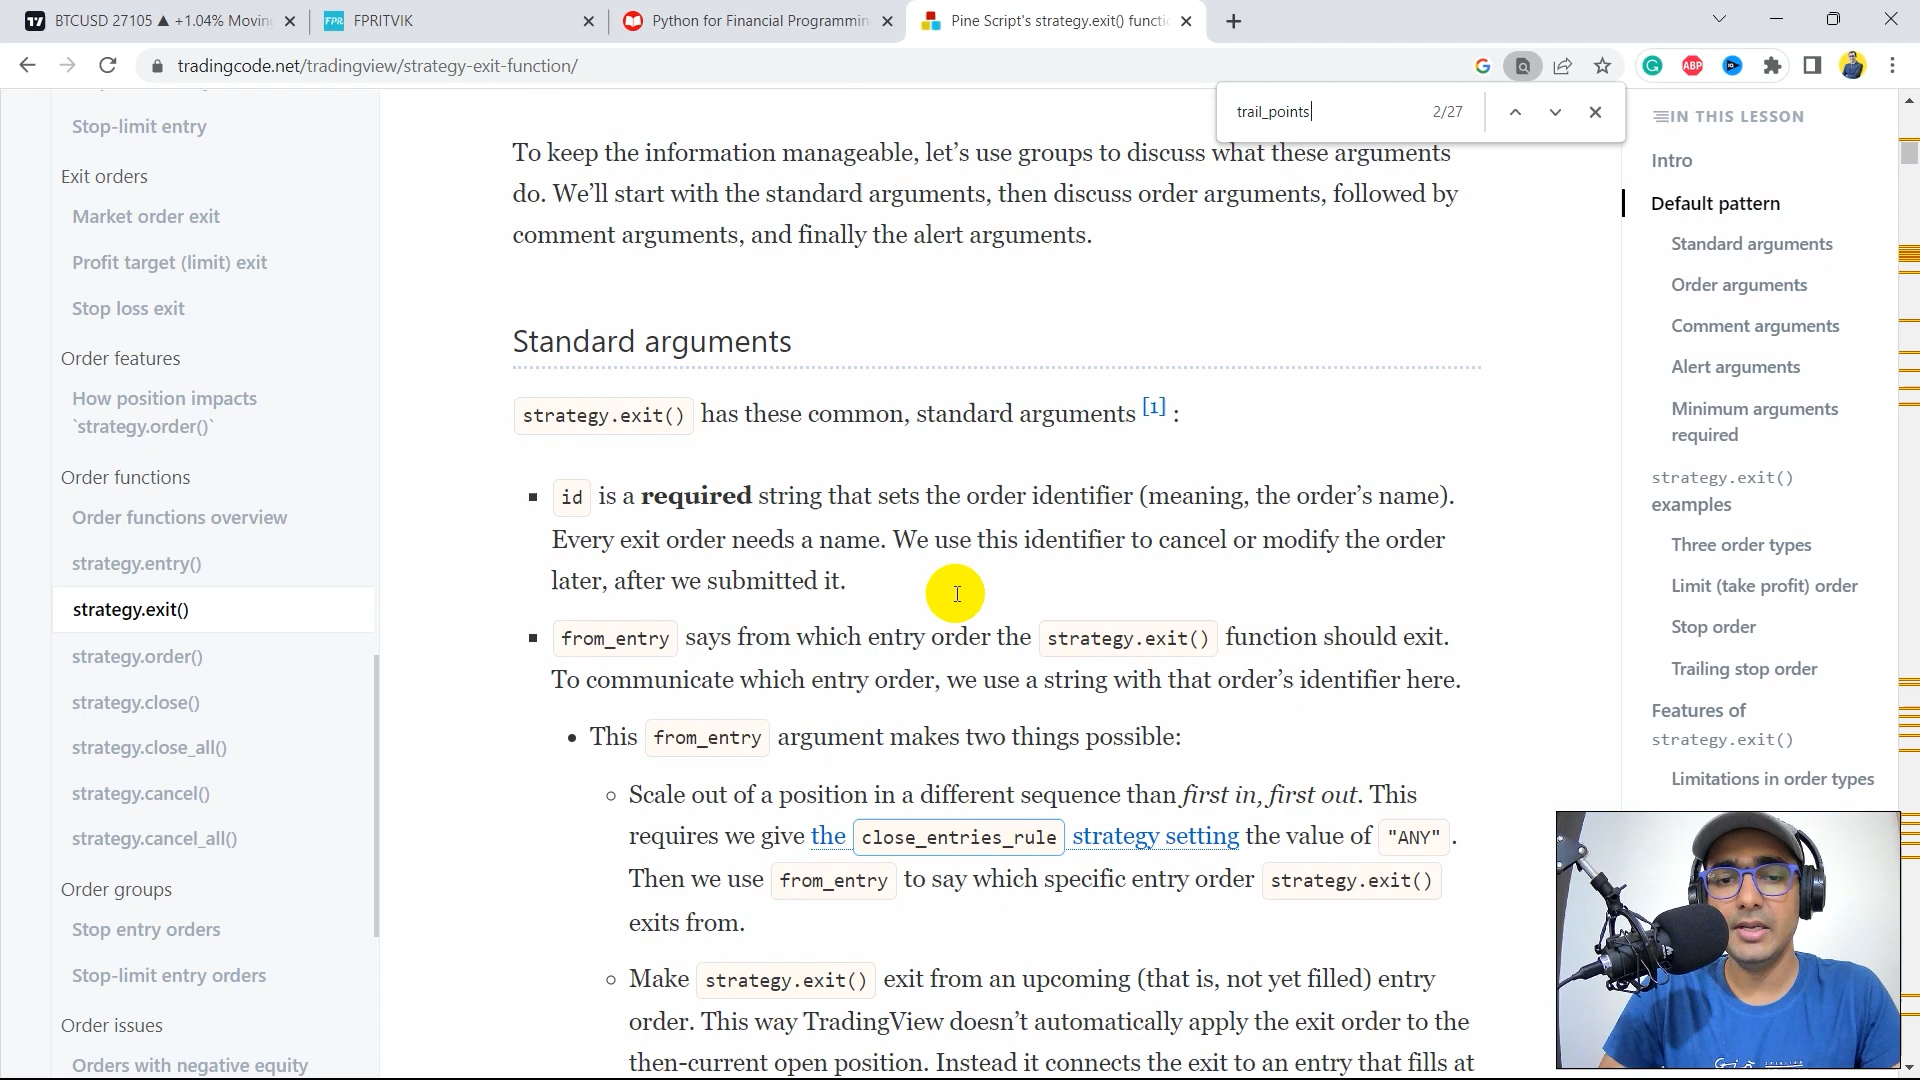 BTCUSD 27105 ▲ +1.04% Movin
FPRITVIK
Python for Financial Programmin
Pine Script's strategy.exit() functi
tradingcode.net/tradingview/strategy-exit-function/
trail_points
2/27
Stop-limit entry
Exit orders
Market order exit
Profit target (limit) exit
Stop loss exit
Order features
How position impacts
`strategy.order()`
Order functions
Order functions overview
strategy.entry()
strategy.exit()
strategy.order()
strategy.close()
strategy.close_all()
strategy.cancel()
strategy.cancel_all()
Order groups
Stop entry orders
Stop-limit entry orders
Order issues
Orders with negative equity
To keep the information manageable, let’s use groups to discuss what these arguments
do. We’ll start with the standard arguments, then discuss order arguments, followed by
comment arguments, and finally the alert arguments.
Standard arguments
strategy.exit() has these common, standard arguments [1] :
id is a required string that sets the order identifier (meaning, the order’s name).
Every exit order needs a name. We use this identifier to cancel or modify the order
later, after we submitted it.
from_entry says from which entry order the strategy.exit() function should exit.
To communicate which entry order, we use a string with that order’s identifier here.
This from_entry argument makes two things possible:
Scale out of a position in a different sequence than first in, first out. This
requires we give the close_entries_rule strategy setting the value of "ANY" .
Then we use from_entry to say which specific entry order strategy.exit()
exits from.
Make strategy.exit() exit from an upcoming (that is, not yet filled) entry
order. This way TradingView doesn’t automatically apply the exit order to the
then-current open position. Instead it connects the exit to an entry that fills at
IN THIS LESSON
Intro
Default pattern
Standard arguments
Order arguments
Comment arguments
Alert arguments
Minimum arguments
required
strategy.exit()
examples
Three order types
Limit (take profit) order
Stop order
Trailing stop order
Features of
strategy.exit()
Limitations in order types